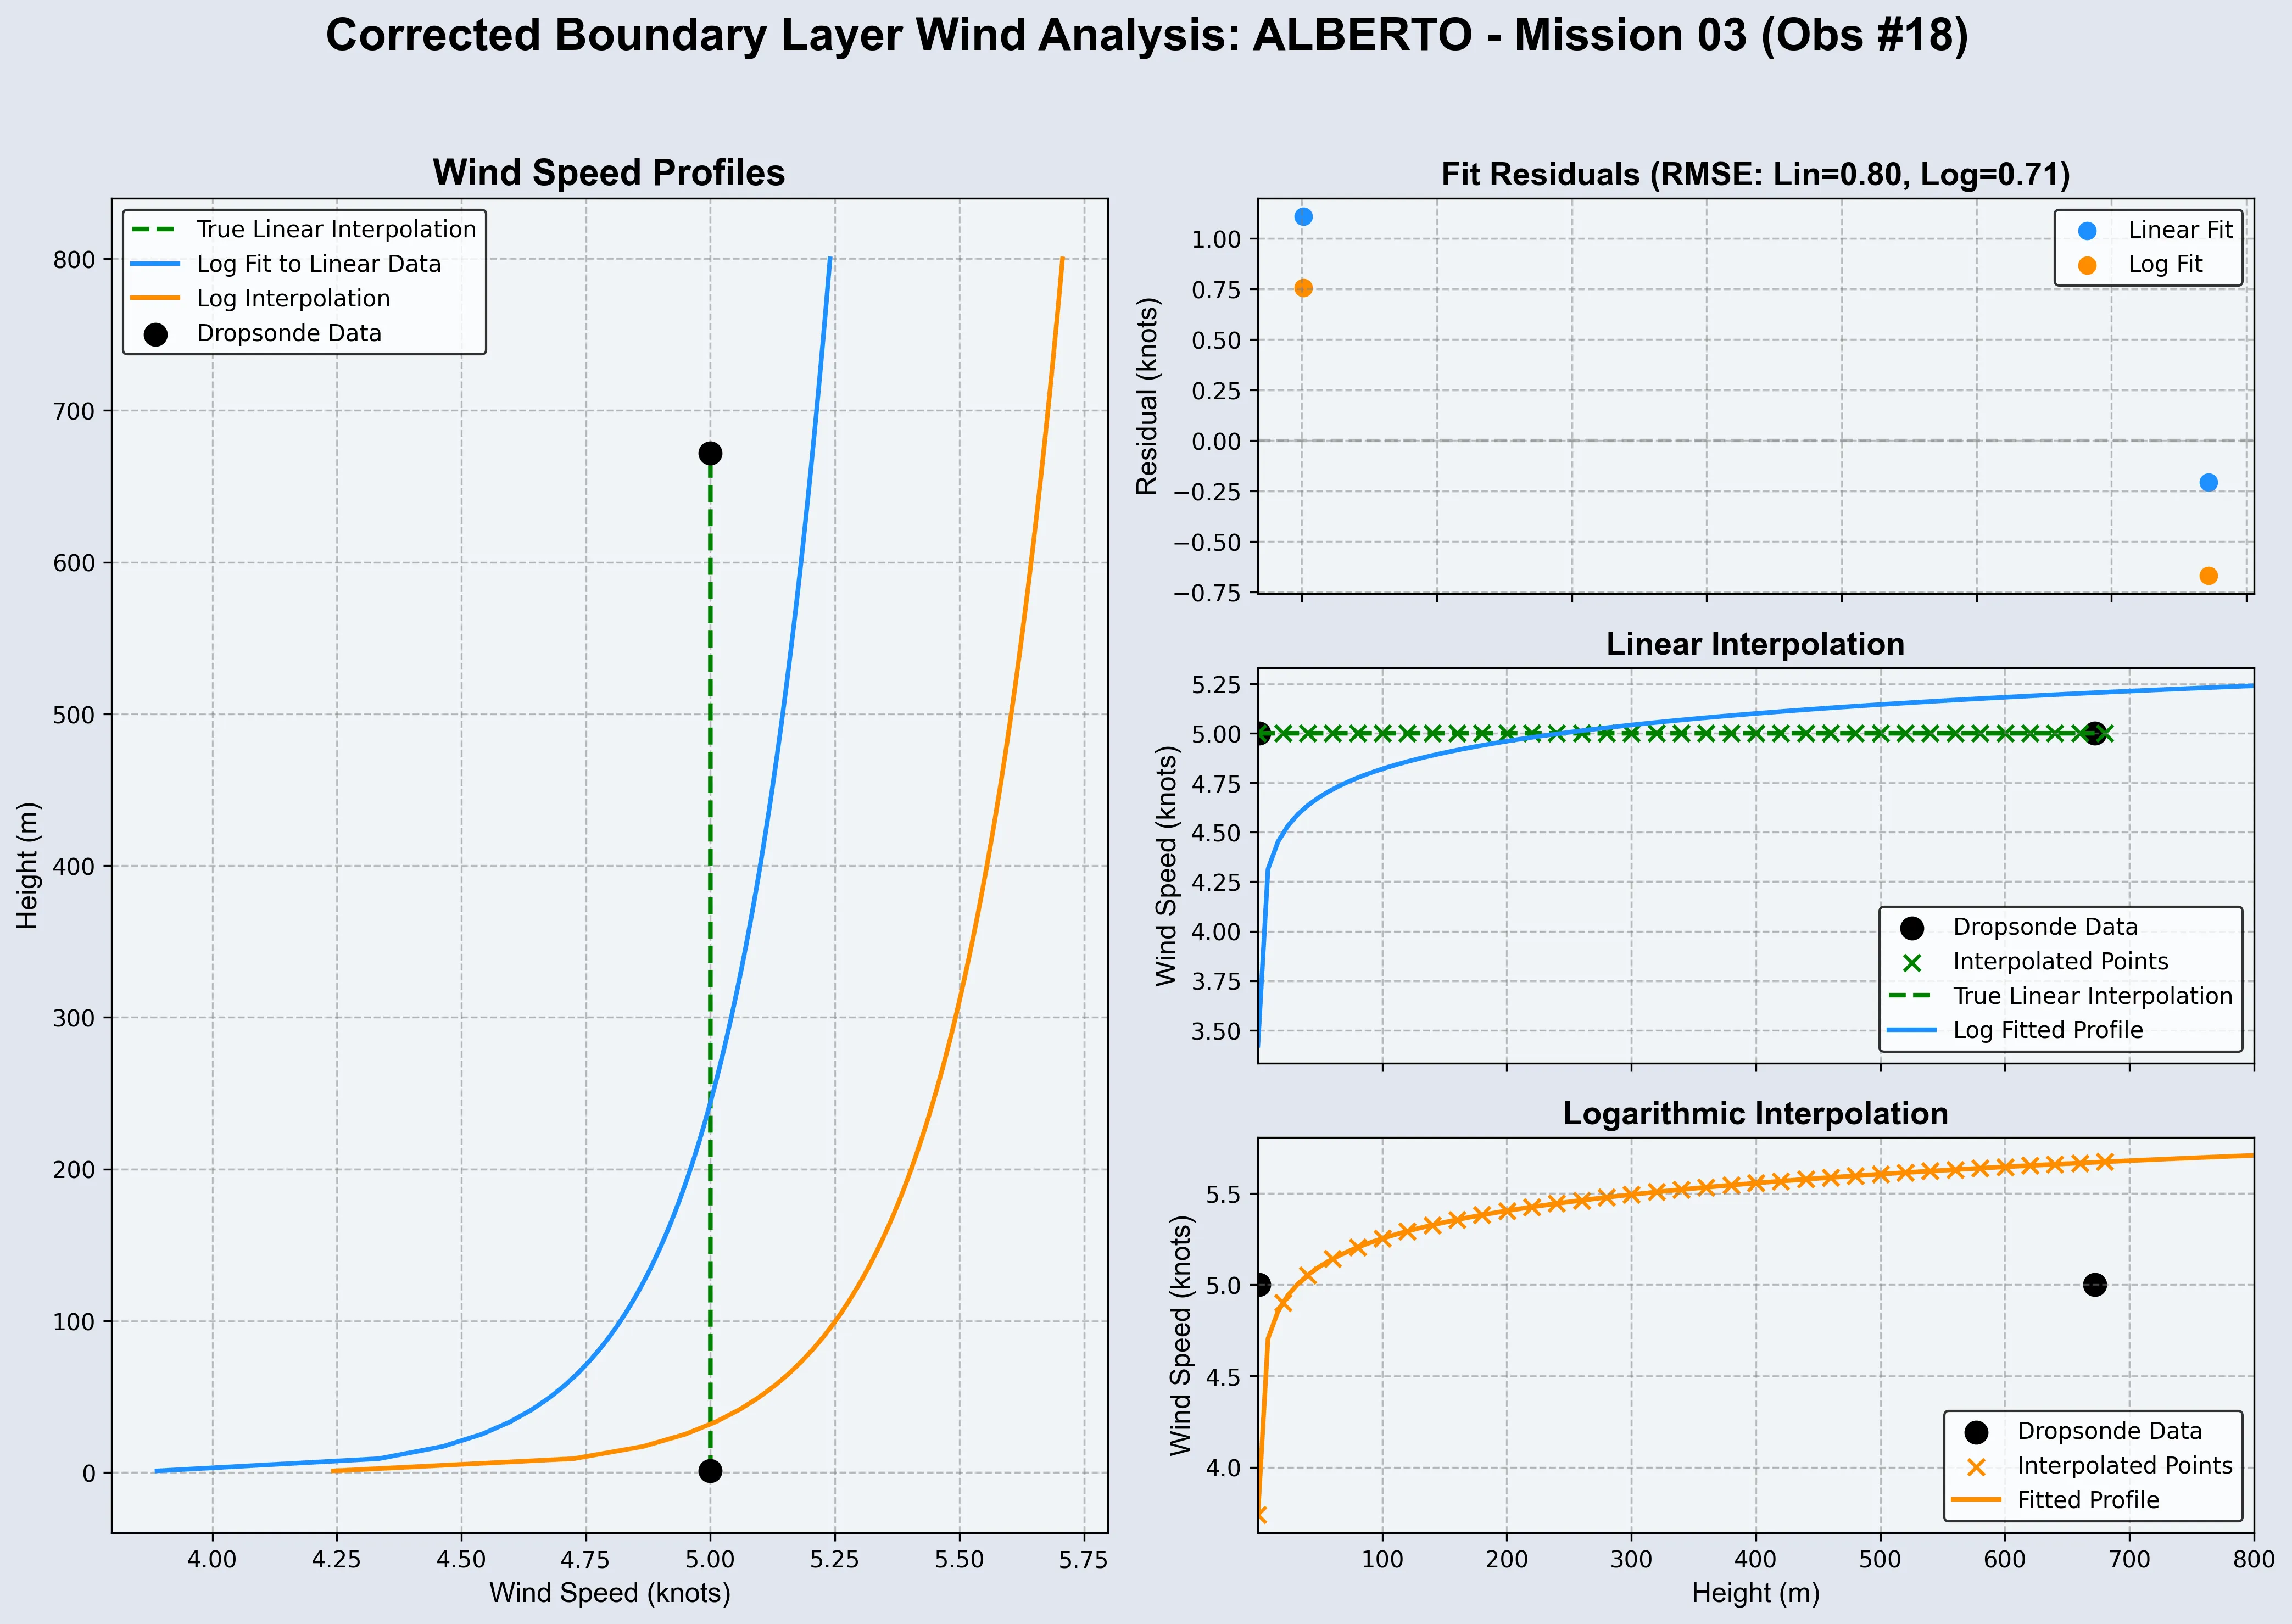 Corrected Boundary Layer Wind Analysis: ALBERTO - Mission 03 (Obs #18)
Wind Speed Profiles
True Linear Interpolation
Log Fit to Linear Data
Log Interpolation
Dropsonde Data
800
700
600
500
400
300
200
100
0
Height (m)
4.00 4.25 4.50 4.75 5.00 5.25 5.50 5.75
Wind Speed (knots)
Fit Residuals (RMSE: Lin=0.80, Log=0.71)
Linear Fit
Log Fit
1.00
0.75
0.50
0.25
0.00
−0.25
−0.50
−0.75
Residual (knots)
Linear Interpolation
5.25
5.00
4.75
4.50
4.25
4.00
3.75
3.50
Wind Speed (knots)
Dropsonde Data
Interpolated Points
True Linear Interpolation
Log Fitted Profile
Logarithmic Interpolation
5.5
5.0
4.5
4.0
Wind Speed (knots)
Dropsonde Data
Interpolated Points
Fitted Profile
100 200 300 400 500 600 700 800
Height (m)